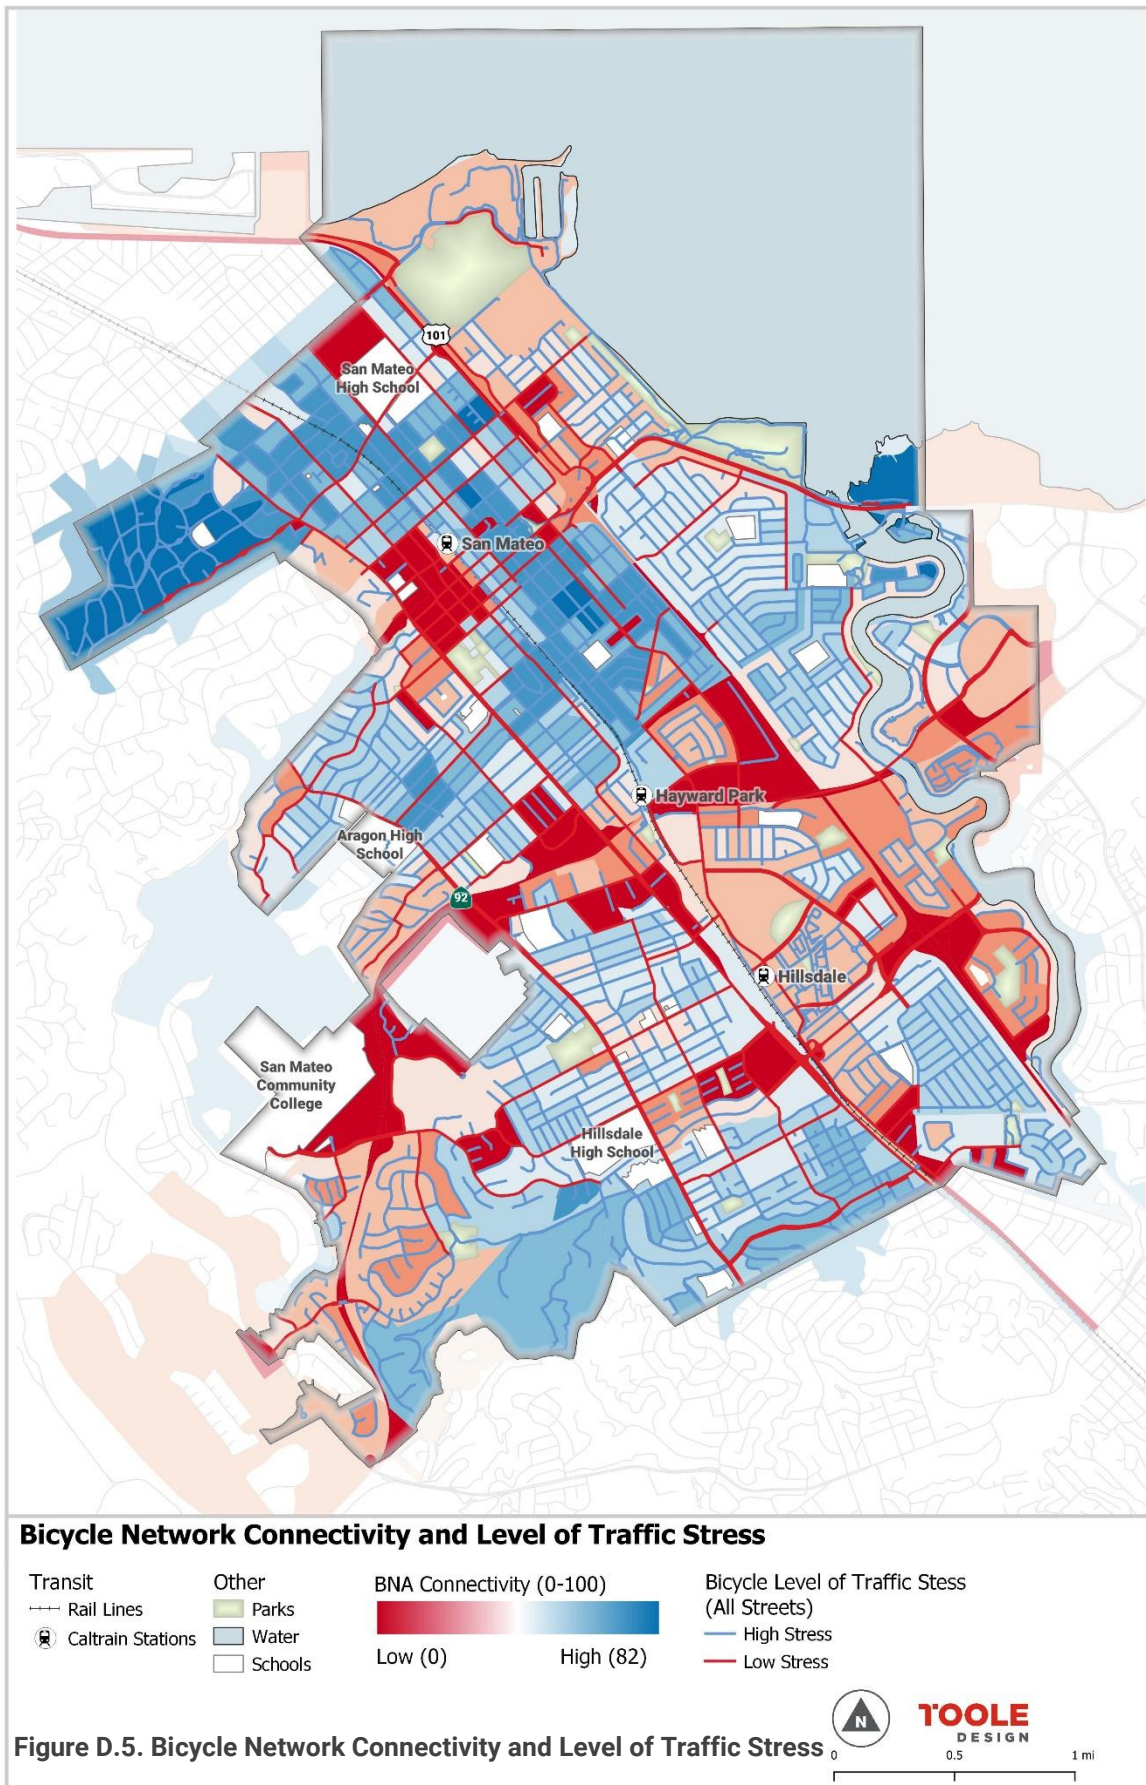 101
San Mateo
High School
San Mateo
Hayward Park
Aragon High
School
92
Hillsdale
San Mateo
Community
College
Hillsdale
High School
Bicycle Network Connectivity and Level of Traffic Stress
Transit
Rail Lines
Caltrain Stations
Other
Parks
Water
Schools
BNA Connectivity (0-100)
Low (0) High (82)
Bicycle Level of Traffic Stess
(All Streets)
High Stress
Low Stress
N
TOOLE
DESIGN
Figure D.5. Bicycle Network Connectivity and Level of Traffic Stress
0 0.5 1 mi